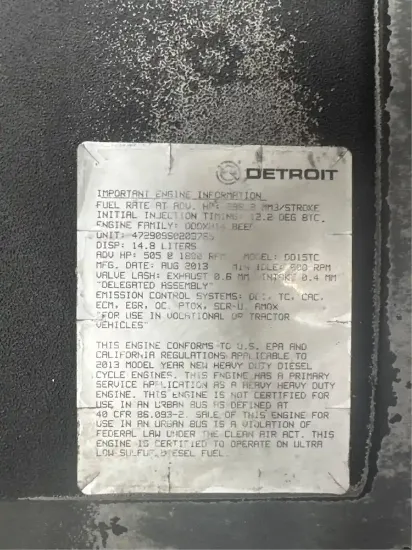 DETROIT
IMPORTANT ENGINE INFORMATION
FUEL RATE AT ADV. HP: MM3/STROKE
INITIAL INJECTION TIMING: DEG BTC.
ENGINE FAMILY:
UNIT:
DISP: 14.8 LITERS
ADV HP: 505 @ 1800 RPM MODEL: DD15TC
MFG. DATE: AUG 2013 MIN IDLE: 600 RPM
VALVE LASH: EXHAUST 0.6 MM INTAKE 0.4 MM
"DELEGATED ASSEMBLY"
EMISSION CONTROL SYSTEMS: TC, CAC,
ECM, EGR, OC, PTOX, SCR-U, AMOX
"FOR USE IN VOCATIONAL OR TRACTOR
VEHICLES"
THIS ENGINE CONFORMS TO U.S. EPA AND
CALIFORNIA REGULATIONS APPLICABLE TO
2013 MODEL YEAR NEW HEAVY DUTY DIESEL
CYCLE ENGINES. THIS ENGINE HAS A PRIMARY
SERVICE APPLICATION AS A HEAVY HEAVY DUTY
ENGINE. THIS ENGINE IS NOT CERTIFIED FOR
USE IN AN URBAN BUS AS DEFINED AT
40 CFR 86.093-2. SALE OF THIS ENGINE FOR
USE IN AN URBAN BUS IS A VIOLATION OF
FEDERAL LAW UNDER THE CLEAN AIR ACT. THIS
ENGINE IS CERTIFIED TO OPERATE ON ULTRA
LOW SULFUR DIESEL FUEL